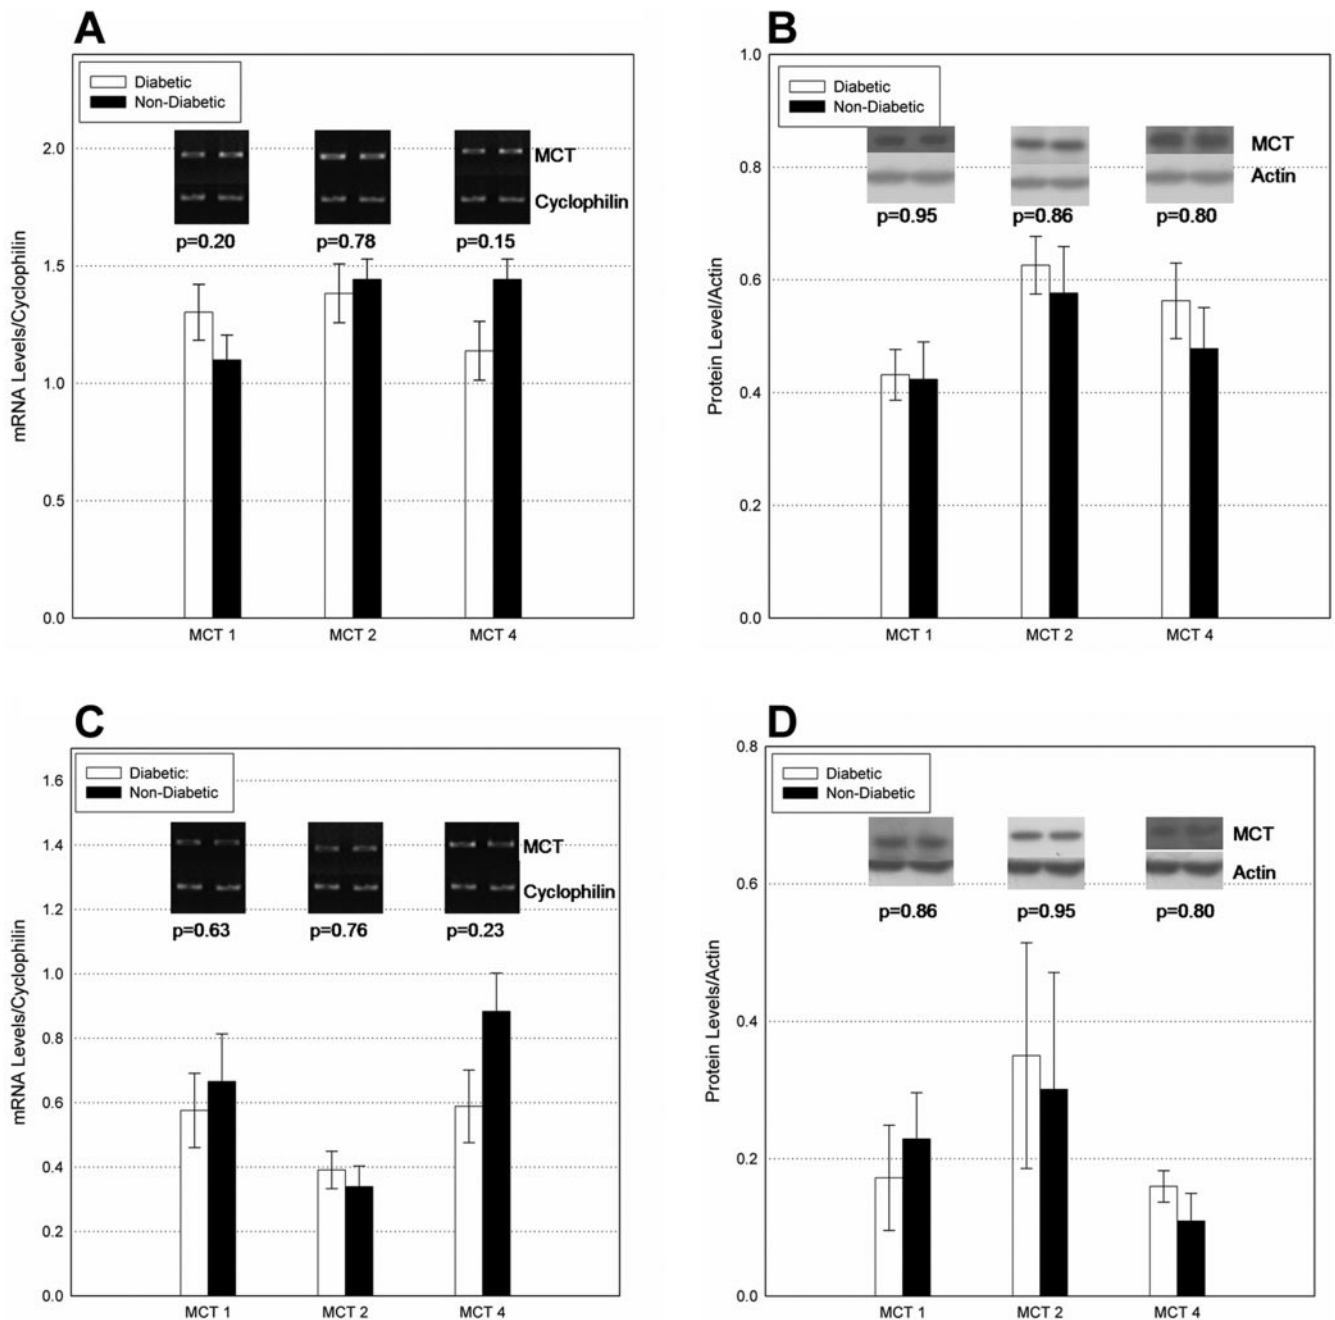 A
Diabetic
Non-Diabetic
MCT
Cyclophilin
p=0.20 p=0.78 p=0.15
mRNA Levels/Cyclophilin
2.0
1.5
1.0
0.5
0.0
MCT 1 MCT 2 MCT 4
B
Diabetic
Non-Diabetic
MCT
Actin
p=0.95 p=0.86 p=0.80
Protein Level/Actin
1.0
0.8
0.6
0.4
0.2
0.0
MCT 1 MCT 2 MCT 4
C
Diabetic:
Non-Diabetic
MCT
Cyclophilin
p=0.63 p=0.76 p=0.23
mRNA Levels/Cyclophilin
1.6
1.4
1.2
1.0
0.8
0.6
0.4
0.2
0.0
MCT 1 MCT 2 MCT 4
D
Diabetic
Non-Diabetic
MCT
Actin
p=0.86 p=0.95 p=0.80
Protein Levels/Actin
0.8
0.6
0.4
0.2
0.0
MCT 1 MCT 2 MCT 4